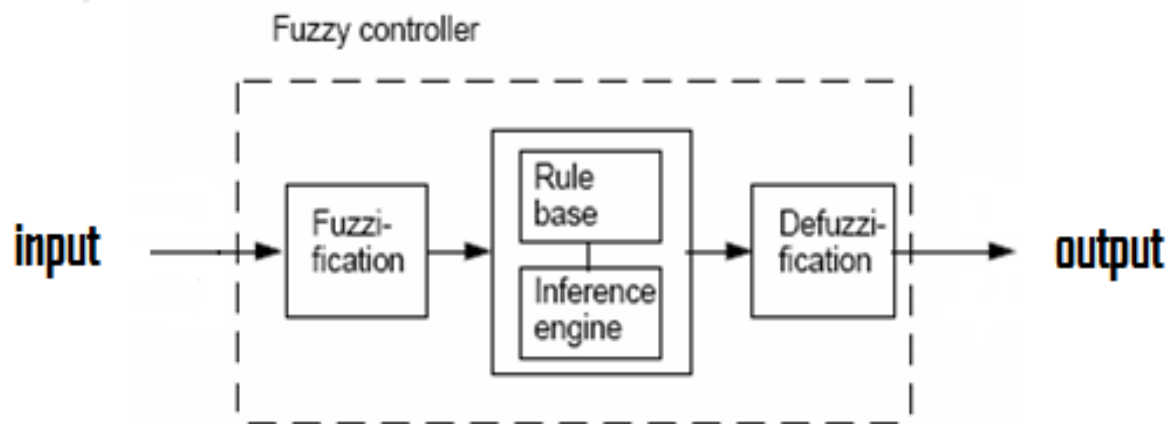 Fuzzy controller
input
Fuzzi-
fication
Rule
base
Inference
engine
Defuzzi-
fication
output